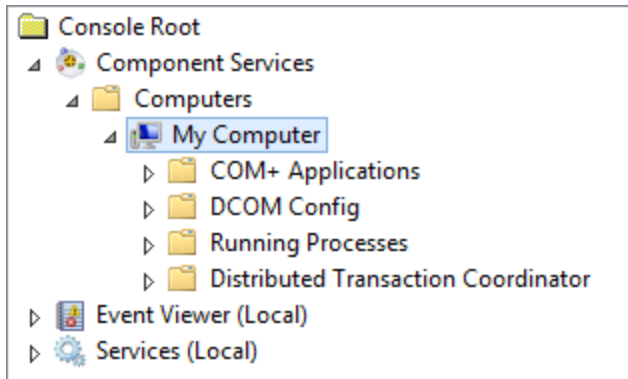 Console Root
Component Services
Computers
My Computer
COM+ Applications
DCOM Config
Running Processes
Distributed Transaction Coordinator
Event Viewer (Local)
Services (Local)